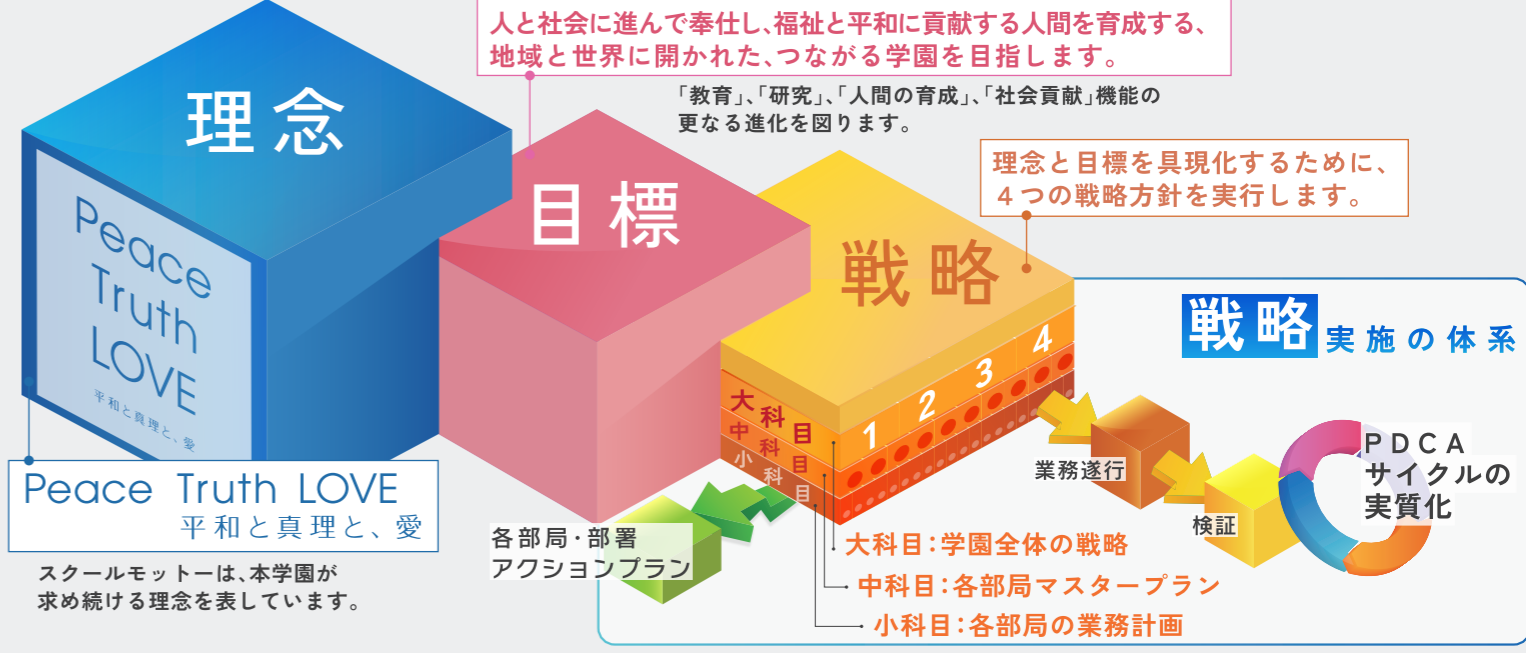 理念
Peace
Truth
LOVE
平和と真理と、愛
Peace Truth LOVE
平和と真理と、愛
スクールモットーは、本学園が
求め続ける理念を表しています。
人と社会に進んで奉仕し、福祉と平和に貢献する人間を育成する、
地域と世界に開かれた、つながる学園を目指します。
「教育」、「研究」、「人間の育成」、「社会貢献」機能の
更なる進化を図ります。
目標
理念と目標を具現化するために、
4つの戦略方針を実行します。
戦略
1 2 3 4
大科目
中科目
小科目
戦略実施の体系
各部局・部署
アクションプラン
業務遂行
検証
PDCA
サイクルの
実質化
大科目:学園全体の戦略
中科目:各部局マスタープラン
小科目:各部局の業務計画